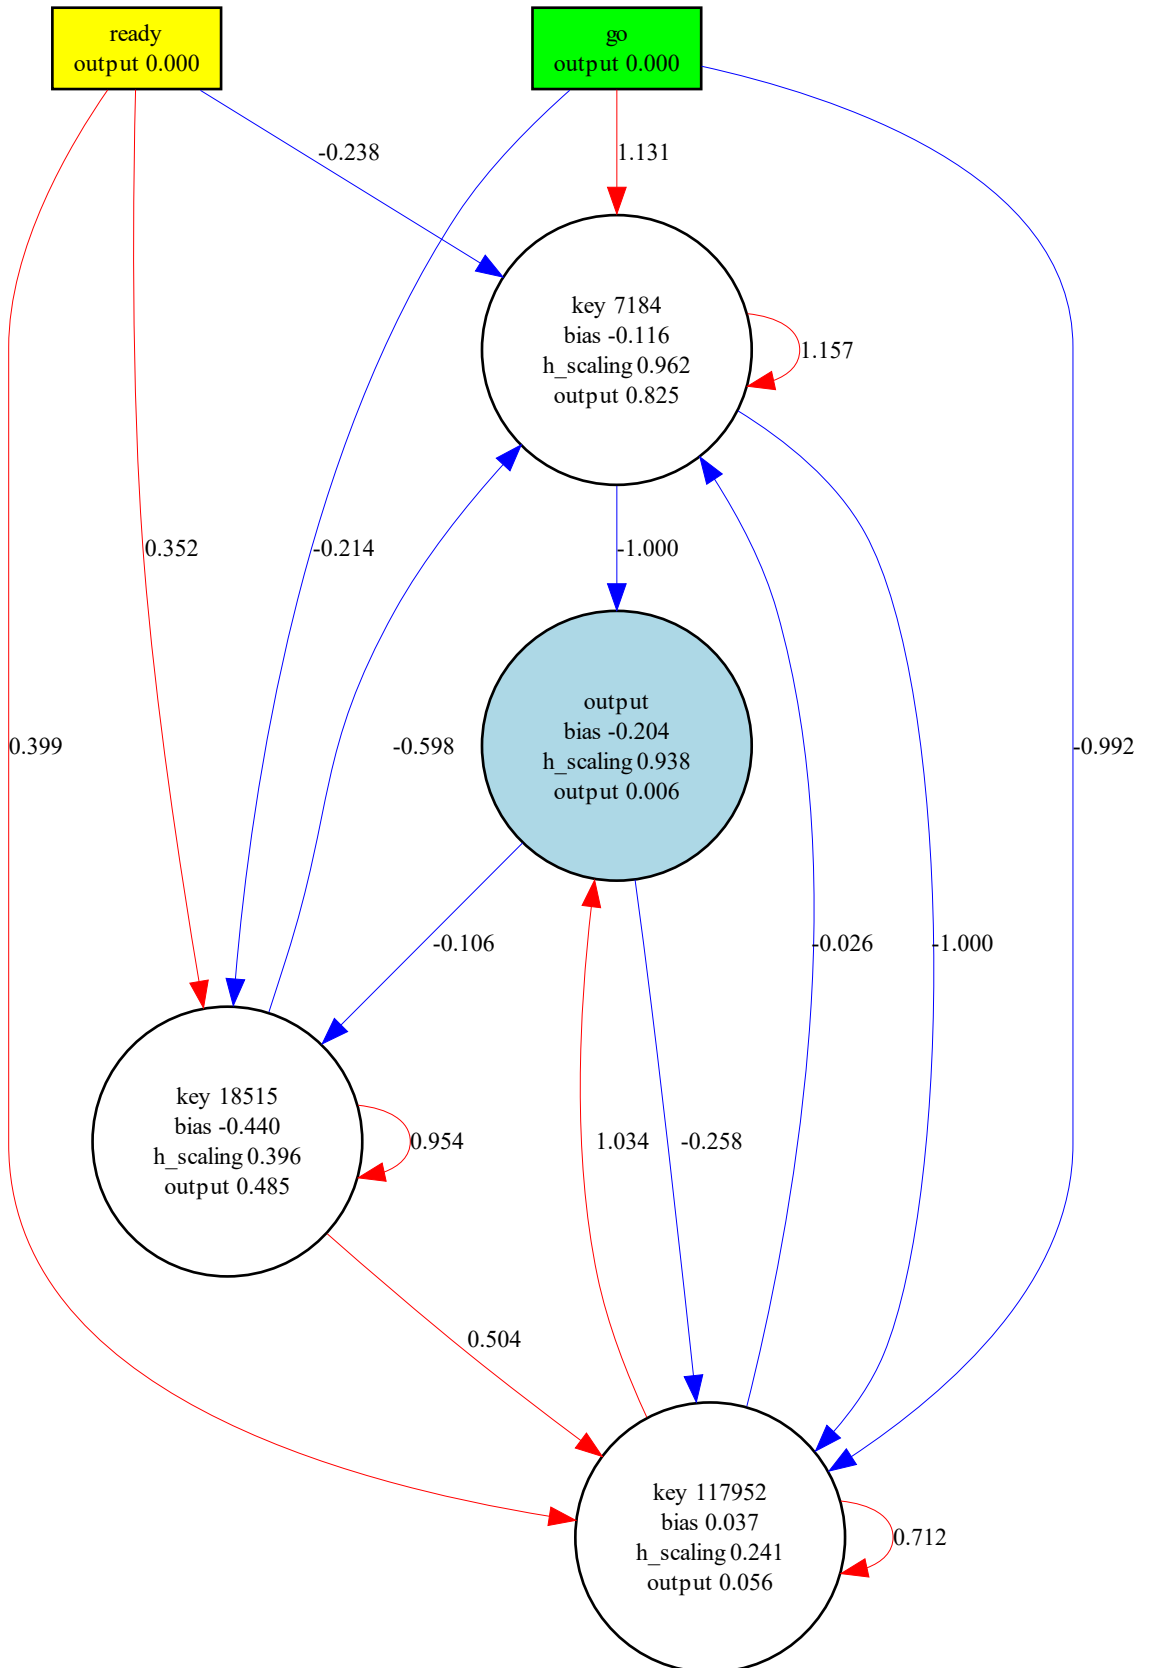 ready
output 0.000
go
output 0.000
-0.238
1.131
key 7184
bias -0.116
h_scaling 0.962
output 0.825
1.157
0.352
-0.214
-1.000
output
bias -0.204
h_scaling 0.938
output 0.006
0.399
-0.598
-0.992
-0.106
-0.026
-1.000
key 18515
bias -0.440
h_scaling 0.396
output 0.485
0.954
1.034
-0.258
0.504
key 117952
bias 0.037
h_scaling 0.241
output 0.056
0.712